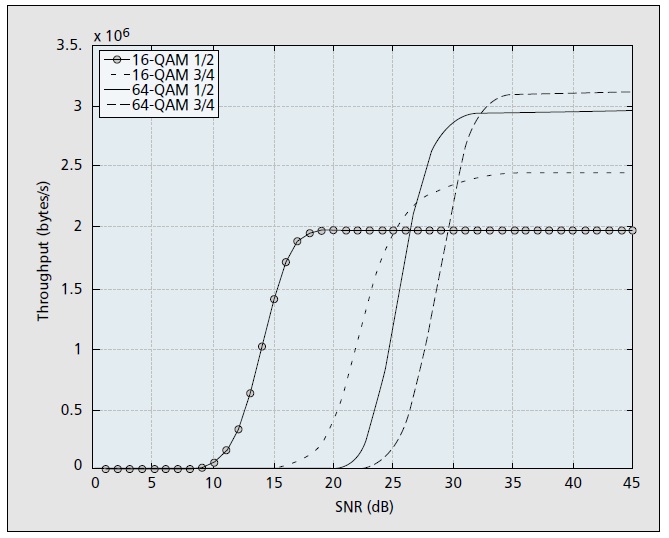 x 10⁶
3.5.
3
2.5
2
1.5
1
0.5
0
Throughput (bytes/s)
16-QAM 1/2
16-QAM 3/4
64-QAM 1/2
64-QAM 3/4
0 5 10 15 20 25 30 35 40 45
SNR (dB)